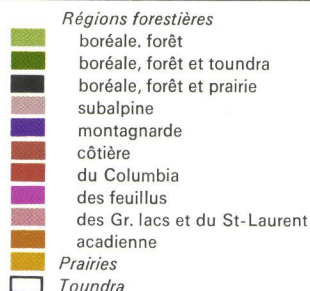 Régions forestières
boréale. forêt
boréale, forêt et toundra
boréale, forêt et prairie
subalpine
montagnarde
côtière
du Columbia
des feuillus
des Gr. lacs et du St-Laurent
acadienne
Prairies
Toundra